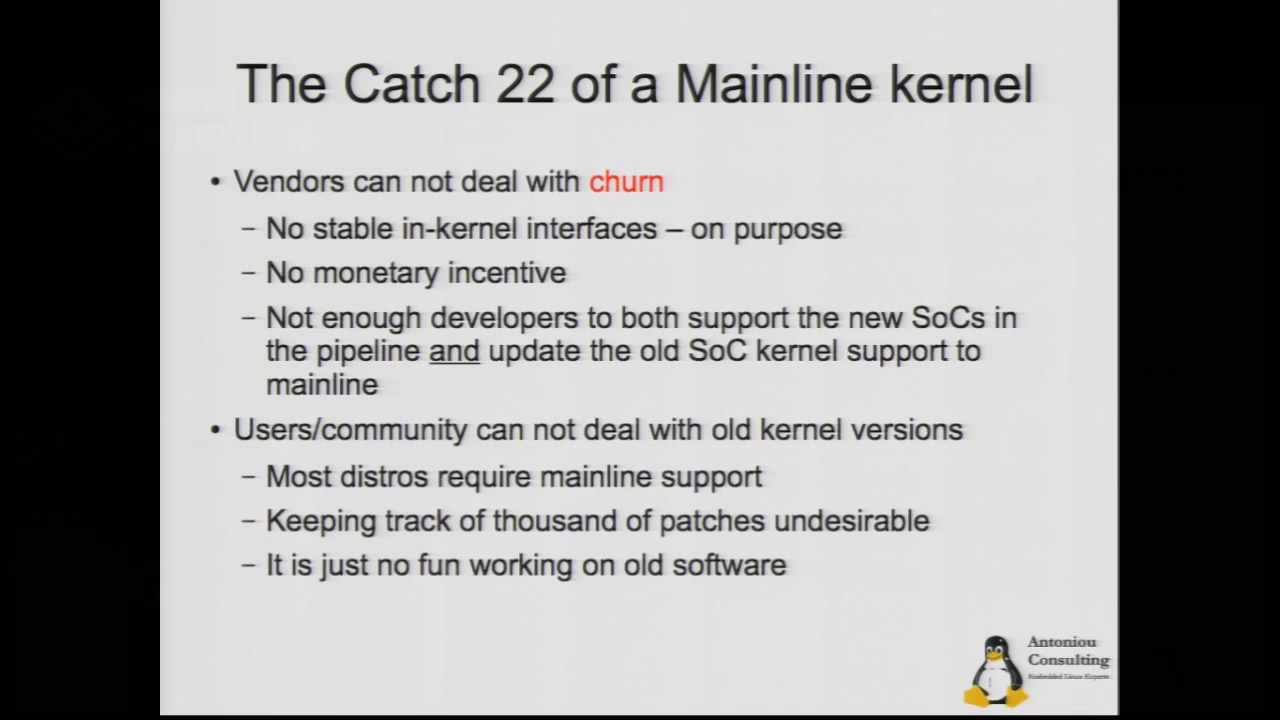 The Catch 22 of a Mainline kernel
• Vendors can not deal with churn
– No stable in-kernel interfaces – on purpose
– No monetary incentive
– Not enough developers to both support the new SoCs in
the pipeline and update the old SoC kernel support to
mainline
• Users/community can not deal with old kernel versions
– Most distros require mainline support
– Keeping track of thousand of patches undesirable
– It is just no fun working on old software
Antoniou
Consulting
Embedded Linux Experts